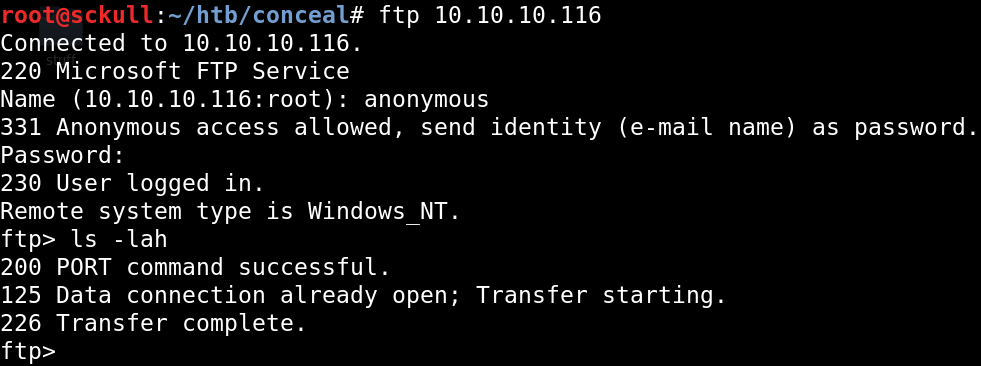 root@sckull:~/htb/conceal# ftp 10.10.10.116
Connected to 10.10.10.116.
220 Microsoft FTP Service
stuff
Name (10.10.10.116:root): anonymous
331 Anonymous access allowed, send identity (e-mail name) as password.
Password:
230 User logged in.
Remote system type is Windows_NT.
ftp> ls -lah
200 PORT command successful.
125 Data connection already open; Transfer starting.
226 Transfer complete.
ftp>